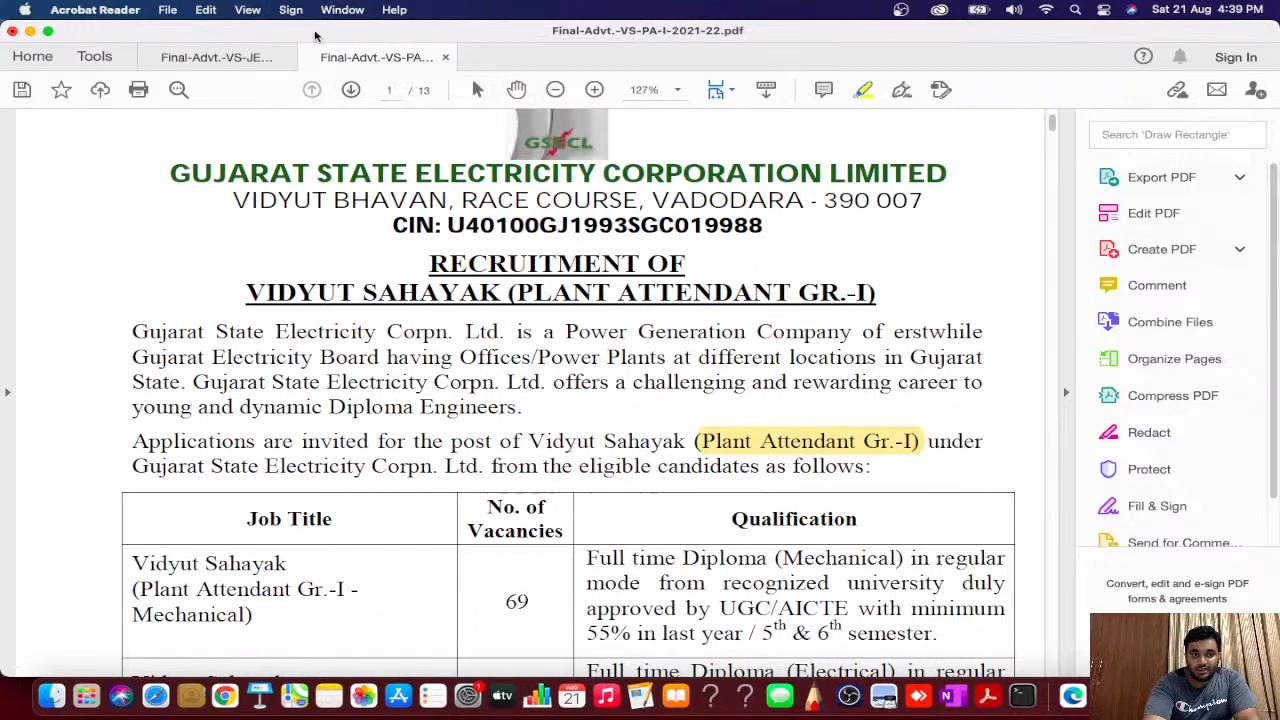 Acrobat Reader File Edit View Sign Window Help
Sat 21 Aug 4:39 PM
Final-Advt.-VS-PA-I-2021-22.pdf
Home Tools Final-Advt.-VS-JE... Final-Advt.-VS-PA... × Sign In
1 / 13 127%
Search 'Draw Rectangle'
GSECL
GUJARAT STATE ELECTRICITY CORPORATION LIMITED
VIDYUT BHAVAN, RACE COURSE, VADODARA - 390 007
CIN: U40100GJ1993SGC019988
RECRUITMENT OF
VIDYUT SAHAYAK (PLANT ATTENDANT GR.-I)
Gujarat State Electricity Corpn. Ltd. is a Power Generation Company of erstwhile
Gujarat Electricity Board having Offices/Power Plants at different locations in Gujarat
State. Gujarat State Electricity Corpn. Ltd. offers a challenging and rewarding career to
young and dynamic Diploma Engineers.
Applications are invited for the post of Vidyut Sahayak (Plant Attendant Gr.-I) under
Gujarat State Electricity Corpn. Ltd. from the eligible candidates as follows:
Job Title
No. of
Vacancies
Qualification
Vidyut Sahayak
(Plant Attendant Gr.-I -
Mechanical)
69
Full time Diploma (Mechanical) in regular
mode from recognized university duly
approved by UGC/AICTE with minimum
55% in last year / 5th & 6th semester.
Full time Diploma (Electrical) in regular
Export PDF
Edit PDF
Create PDF
Comment
Combine Files
Organize Pages
Compress PDF
Redact
Protect
Fill & Sign
Send for Comme...
Convert, edit and e-sign PDF
forms & agreements
AUG
21
tv
Champion